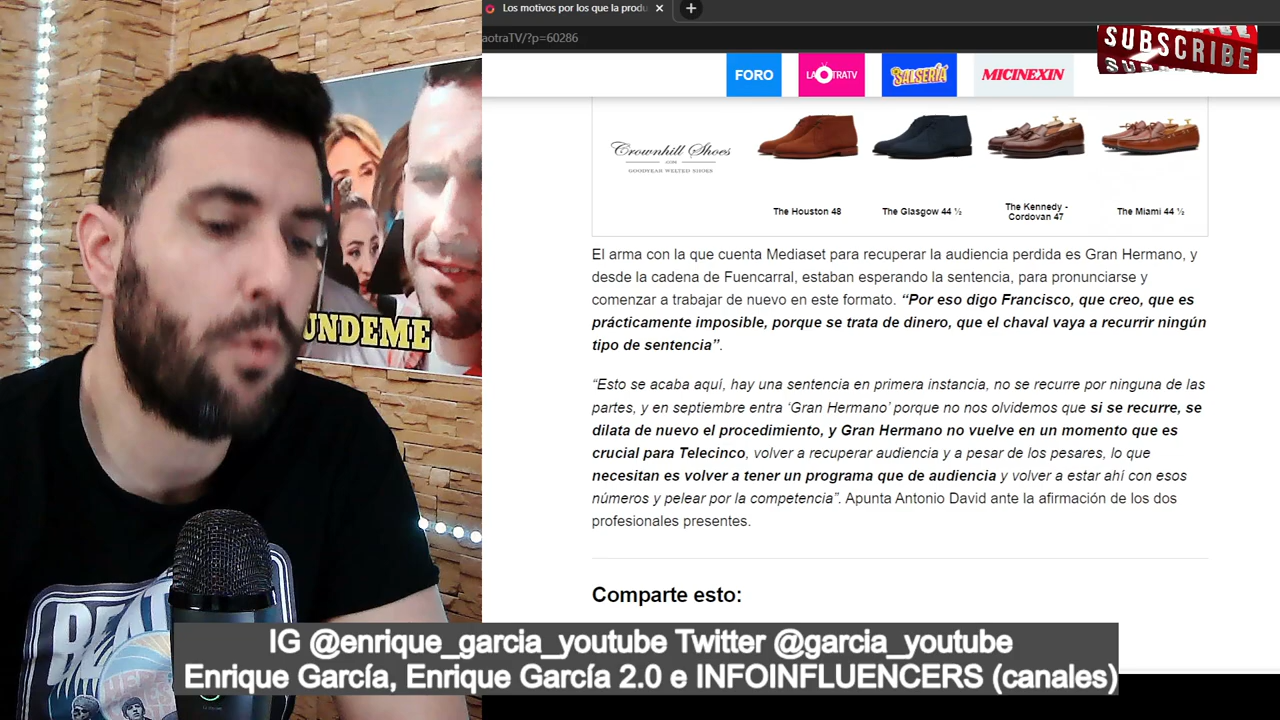 Los motivos por los que la produ
aotraTV/?p=60286
SUBSCRIBE
FORO
LAOTRATV
SALSERÍA
MICINEXIN
Crownhill Shoes
.COM
GOODYEAR WELTED SHOES
The Houston 48
The Glasgow 44 ½
The Kennedy -
Cordovan 47
The Miami 44 ½
El arma con la que cuenta Mediaset para recuperar la audiencia perdida es Gran Hermano, y
desde la cadena de Fuencarral, estaban esperando la sentencia, para pronunciarse y
comenzar a trabajar de nuevo en este formato. “Por eso digo Francisco, que creo, que es
prácticamente imposible, porque se trata de dinero, que el chaval vaya a recurrir ningún
tipo de sentencia”.
“Esto se acaba aquí, hay una sentencia en primera instancia, no se recurre por ninguna de las
partes, y en septiembre entra ‘Gran Hermano’ porque no nos olvidemos que si se recurre, se
dilata de nuevo el procedimiento, y Gran Hermano no vuelve en un momento que es
crucial para Telecinco, volver a recuperar audiencia y a pesar de los pesares, lo que
necesitan es volver a tener un programa que de audiencia y volver a estar ahí con esos
números y pelear por la competencia”. Apunta Antonio David ante la afirmación de los dos
profesionales presentes.
Comparte esto:
UNDEME
BEAT
IG @enrique_garcia_youtube Twitter @garcia_youtube
Enrique García, Enrique García 2.0 e INFOINFLUENCERS (canales)